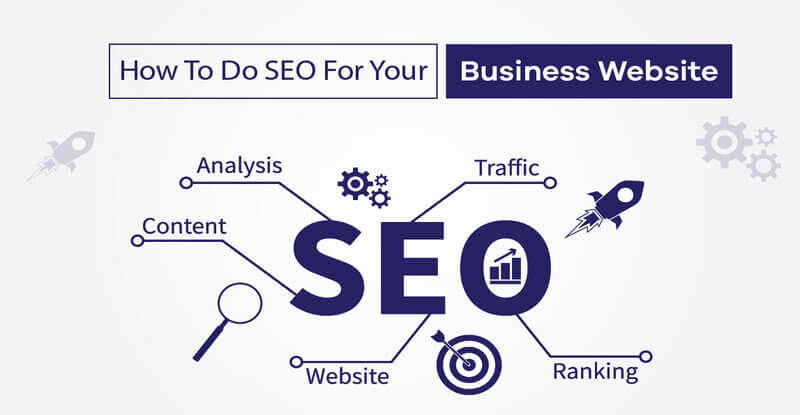 How To Do SEO For Your Business Website
Analysis
Traffic
Content
SEO
Website
Ranking